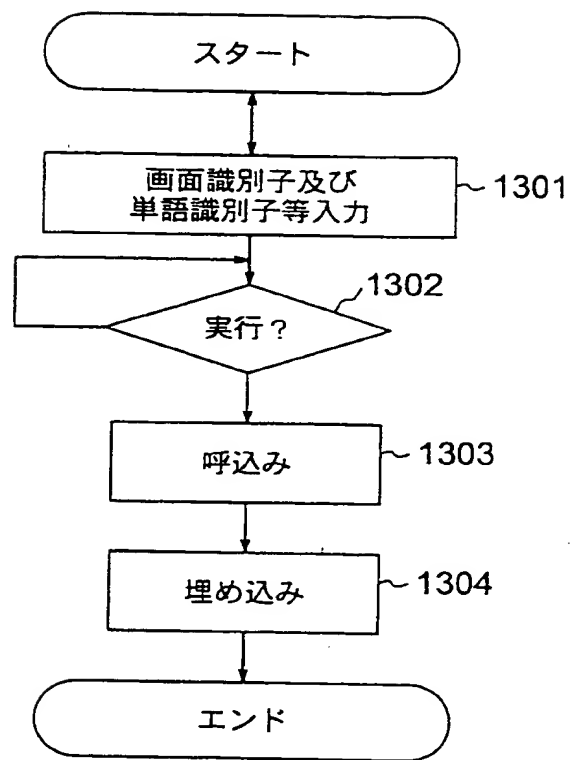 スタート
画面識別子及び
単語識別子等入力
1301
1302
実行?
呼込み
1303
埋め込み
1304
エンド